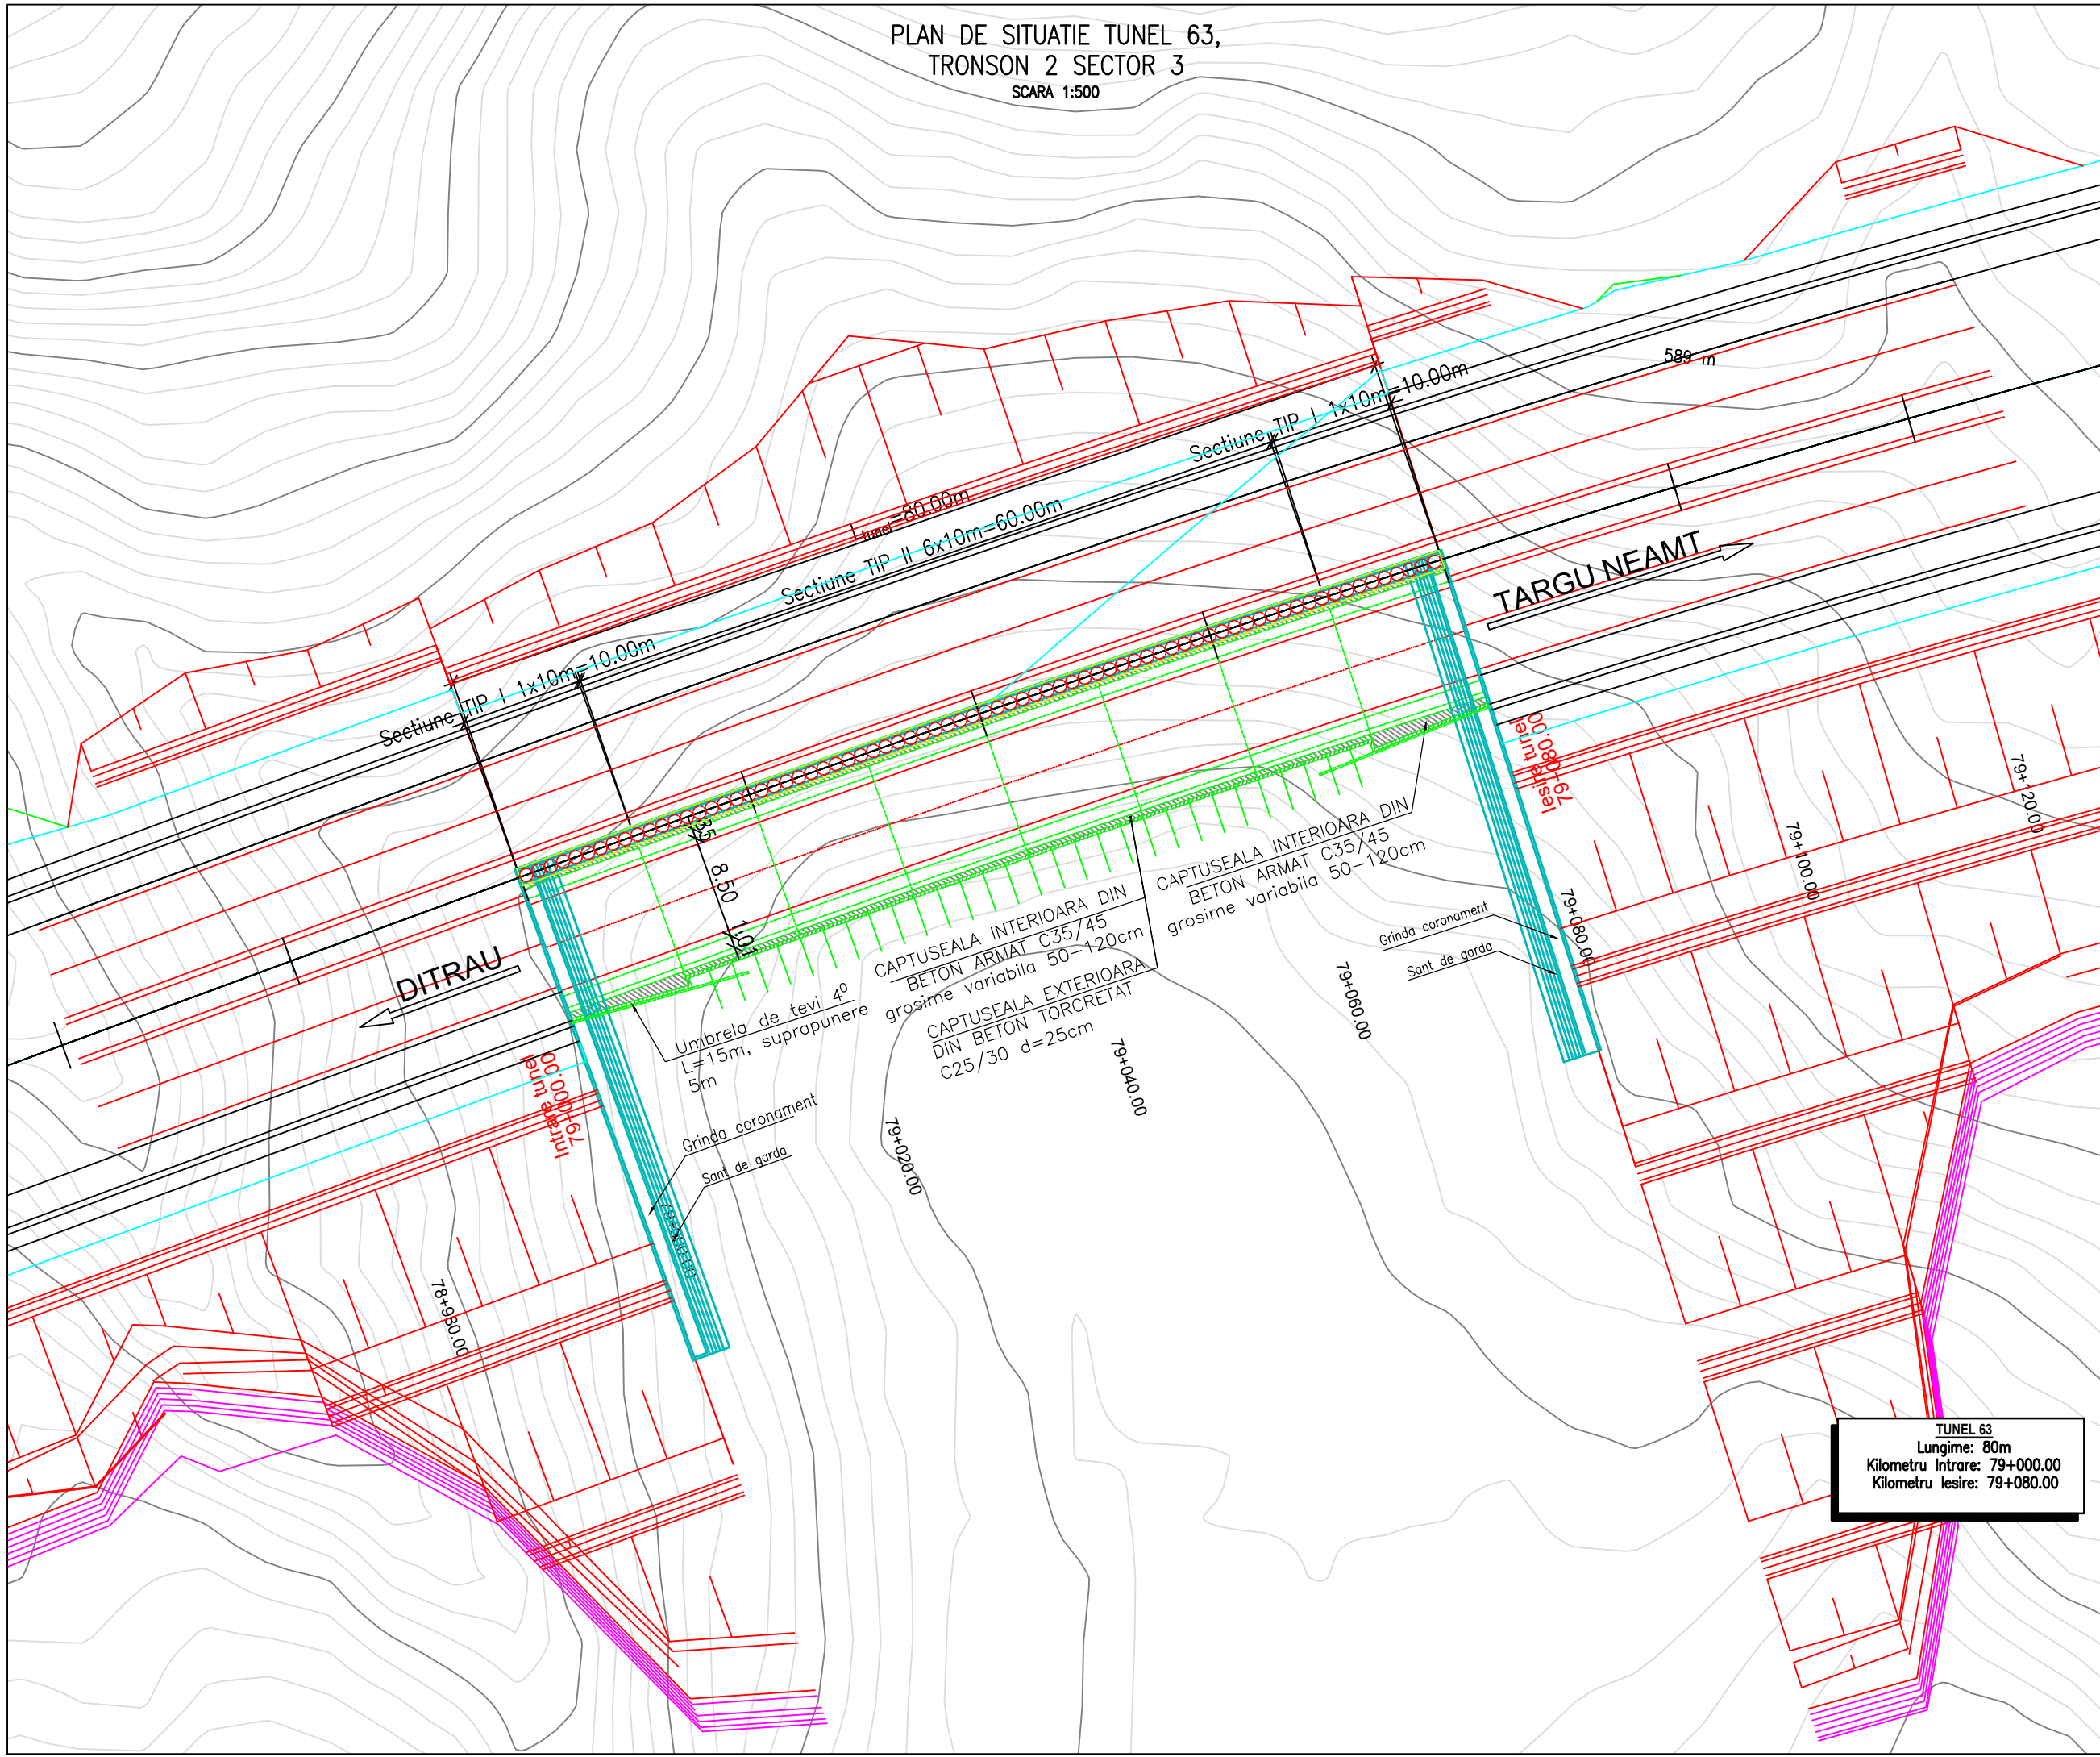 PLAN DE SITUATIE TUNEL 63,
TRONSON 2 SECTOR 3
SCARA 1:500
589 m
Sectiune TIP I 1x10m=10.00m
Ltunel=80.00m
Sectiune TIP II 6x10m=60.00m
Sectiune TIP I 1x10m=10.00m
TARGU NEAMT
DITRAU
8.50
Iesire tunel
79+080.00
Intrare tunel
79+000.00
CAPTUSEALA INTERIOARA DIN
BETON ARMAT C35/45
grosime variabila 50-120cm
CAPTUSEALA INTERIOARA DIN
BETON ARMAT C35/45
grosime variabila 50-120cm
CAPTUSEALA EXTERIOARA
DIN BETON TORCRETAT
C25/30 d=25cm
Umbrela de tevi 4⁰
L=15m, suprapunere
5m
Grinda coronament
Sant de garda
Grinda coronament
Sant de garda
78+980.00
79+000.00
79+020.00
79+040.00
79+060.00
79+080.00
79+100.00
79+120.00
TUNEL 63
Lungime: 80m
Kilometru Intrare: 79+000.00
Kilometru Iesire: 79+080.00